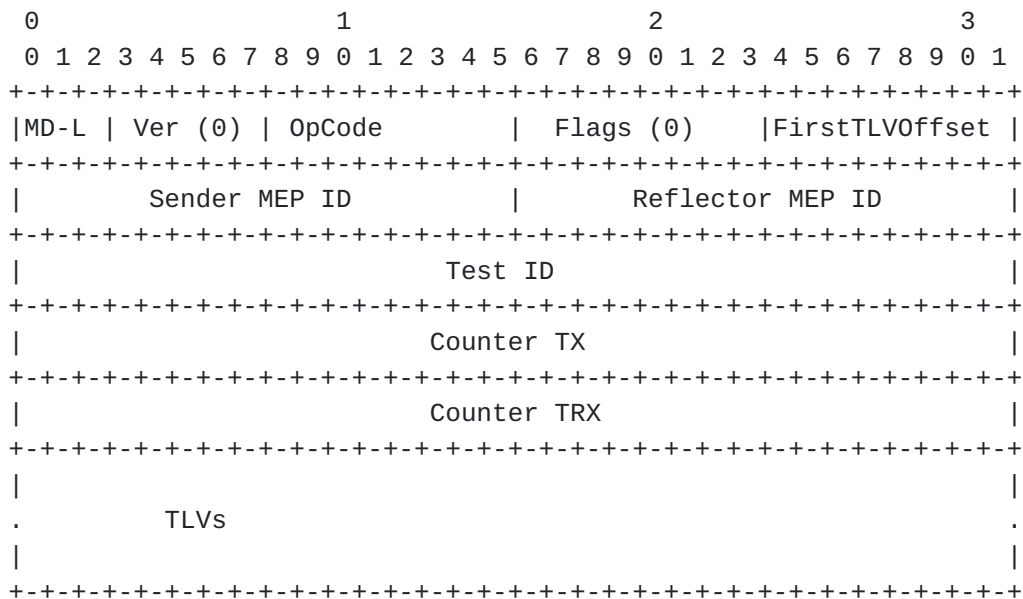 0                   1                   2                   3
 0 1 2 3 4 5 6 7 8 9 0 1 2 3 4 5 6 7 8 9 0 1 2 3 4 5 6 7 8 9 0 1
+-+-+-+-+-+-+-+-+-+-+-+-+-+-+-+-+-+-+-+-+-+-+-+-+-+-+-+-+-+-+-+-+
|MD-L | Ver (0) | OpCode        |  Flags (0)    |FirstTLVOffset |
+-+-+-+-+-+-+-+-+-+-+-+-+-+-+-+-+-+-+-+-+-+-+-+-+-+-+-+-+-+-+-+-+
|        Sender MEP ID          |       Reflector MEP ID        |
+-+-+-+-+-+-+-+-+-+-+-+-+-+-+-+-+-+-+-+-+-+-+-+-+-+-+-+-+-+-+-+-+
|                           Test ID                             |
+-+-+-+-+-+-+-+-+-+-+-+-+-+-+-+-+-+-+-+-+-+-+-+-+-+-+-+-+-+-+-+-+
|                          Counter TX                           |
+-+-+-+-+-+-+-+-+-+-+-+-+-+-+-+-+-+-+-+-+-+-+-+-+-+-+-+-+-+-+-+-+
|                          Counter TRX                          |
+-+-+-+-+-+-+-+-+-+-+-+-+-+-+-+-+-+-+-+-+-+-+-+-+-+-+-+-+-+-+-+-+
|                                                               |
.         TLVs                                                  .
|                                                               |
+-+-+-+-+-+-+-+-+-+-+-+-+-+-+-+-+-+-+-+-+-+-+-+-+-+-+-+-+-+-+-+-+